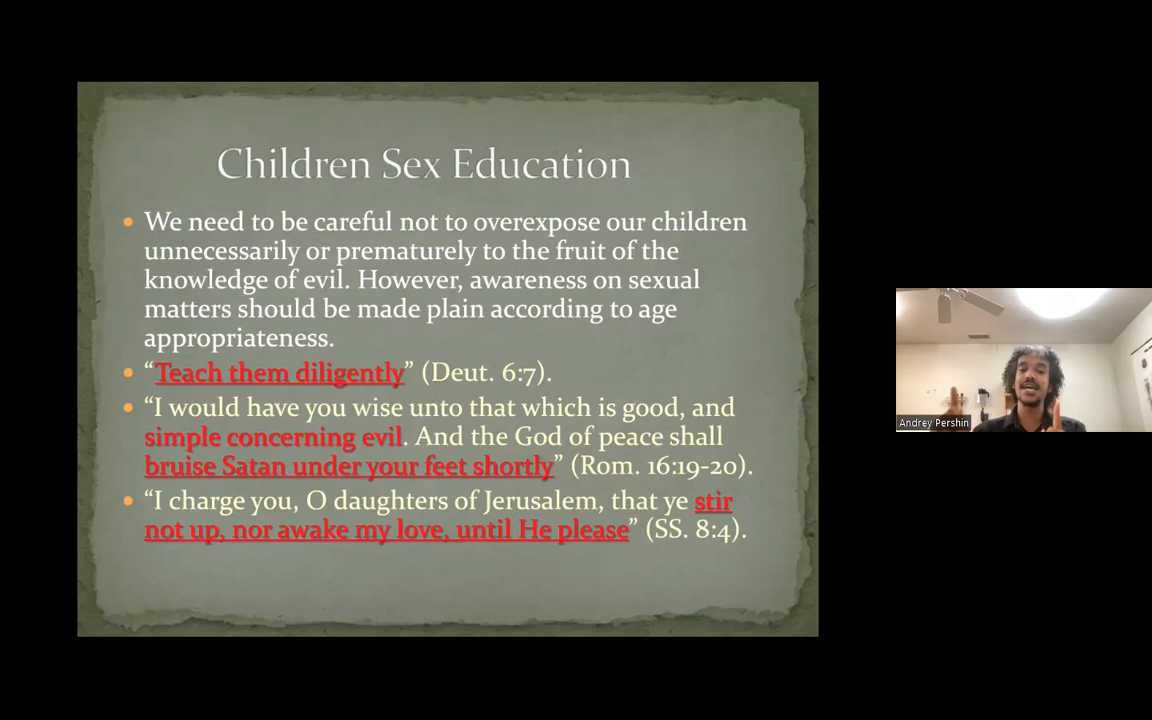 Children Sex Education
• We need to be careful not to overexpose our children
unnecessarily or prematurely to the fruit of the
knowledge of evil. However, awareness on sexual
matters should be made plain according to age
appropriateness.
• “Teach them diligently” (Deut. 6:7).
• “I would have you wise unto that which is good, and
simple concerning evil. And the God of peace shall
bruise Satan under your feet shortly” (Rom. 16:19-20).
• “I charge you, O daughters of Jerusalem, that ye stir
not up, nor awake my love, until He please” (SS. 8:4).
Andrey Pershin